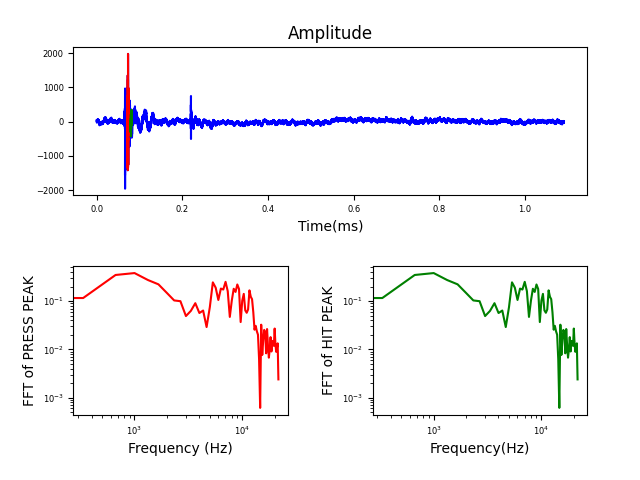 Amplitude
2000
1000
0
−1000
−2000
0.0 0.2 0.4 0.6 0.8 1.0
Time(ms)
FFT of PRESS PEAK
10⁻¹
10⁻²
10⁻³
10³ 10⁴
Frequency (Hz)
FFT of HIT PEAK
10⁻¹
10⁻²
10⁻³
10³ 10⁴
Frequency(Hz)